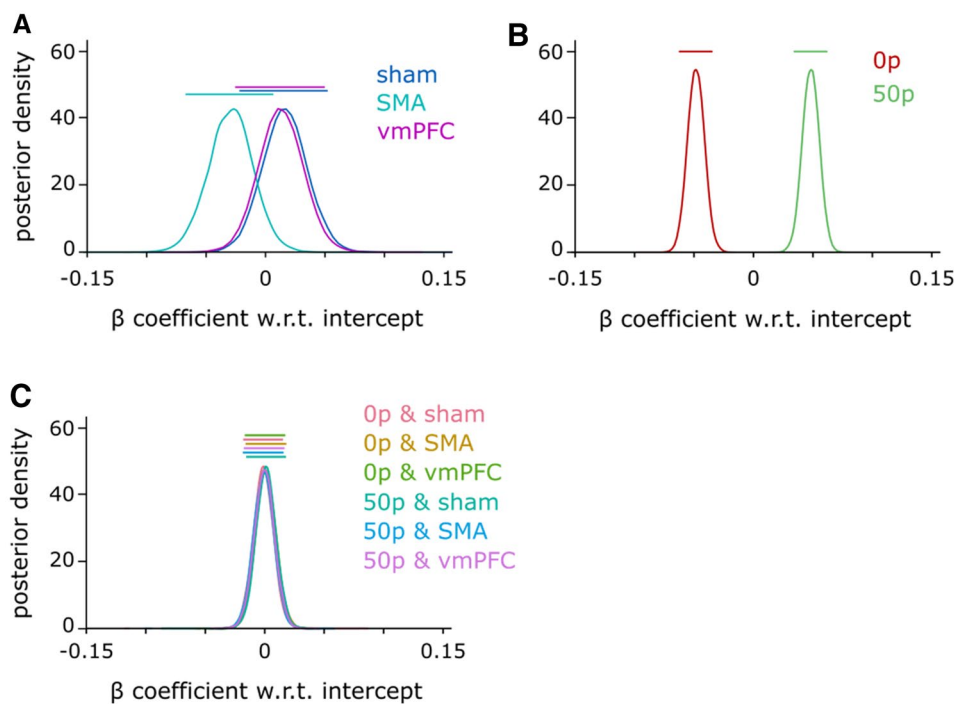 A
posterior density
60
40
20
0
-0.15
0
0.15
β coefficient w.r.t. intercept
sham
SMA
vmPFC
B
60
40
20
0
-0.15
0
0.15
β coefficient w.r.t. intercept
0p
50p
C
posterior density
60
40
20
0
-0.15
0
0.15
β coefficient w.r.t. intercept
0p & sham
0p & SMA
0p & vmPFC
50p & sham
50p & SMA
50p & vmPFC